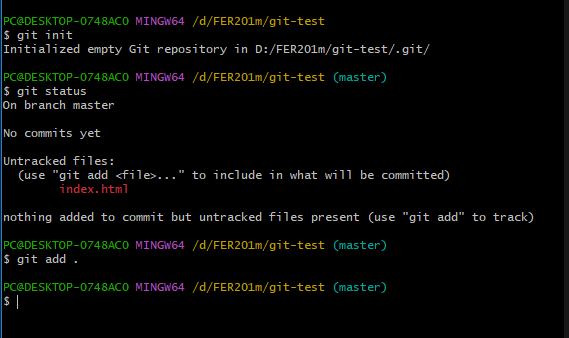 PC@DESKTOP-0748ACO MINGW64 /d/FER201m/git-test
$ git init
Initialized empty Git repository in D:/FER201m/git-test/.git/
PC@DESKTOP-0748ACO MINGW64 /d/FER201m/git-test (master)
$ git status
On branch master
No commits yet
Untracked files:
(use "git add <file>..." to include in what will be committed)
index.html
nothing added to commit but untracked files present (use "git add" to track)
PC@DESKTOP-0748ACO MINGW64 /d/FER201m/git-test (master)
$ git add .
PC@DESKTOP-0748ACO MINGW64 /d/FER201m/git-test (master)
$